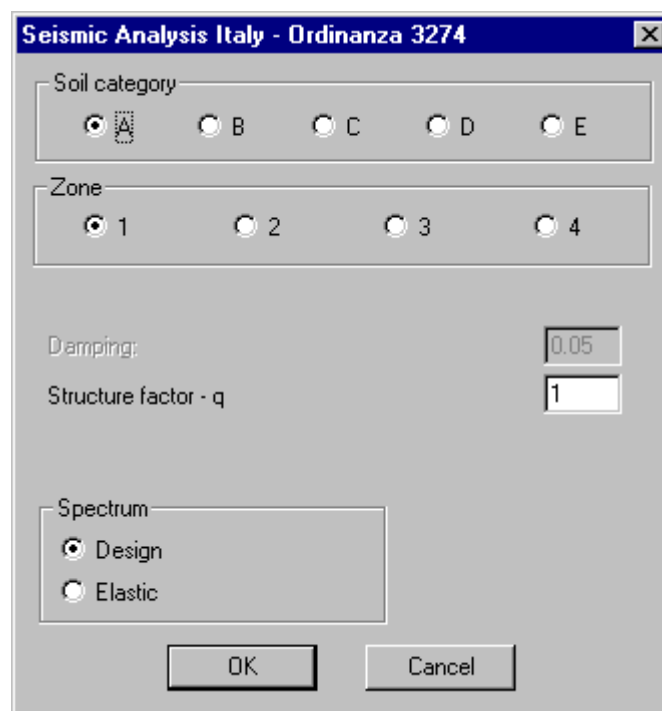 Seismic Analysis Italy - Ordinanza 3274
Soil category
A B C D E
Zone
1 2 3 4
Damping: 0.05
Structure factor - q 1
Spectrum
Design
Elastic
OK Cancel